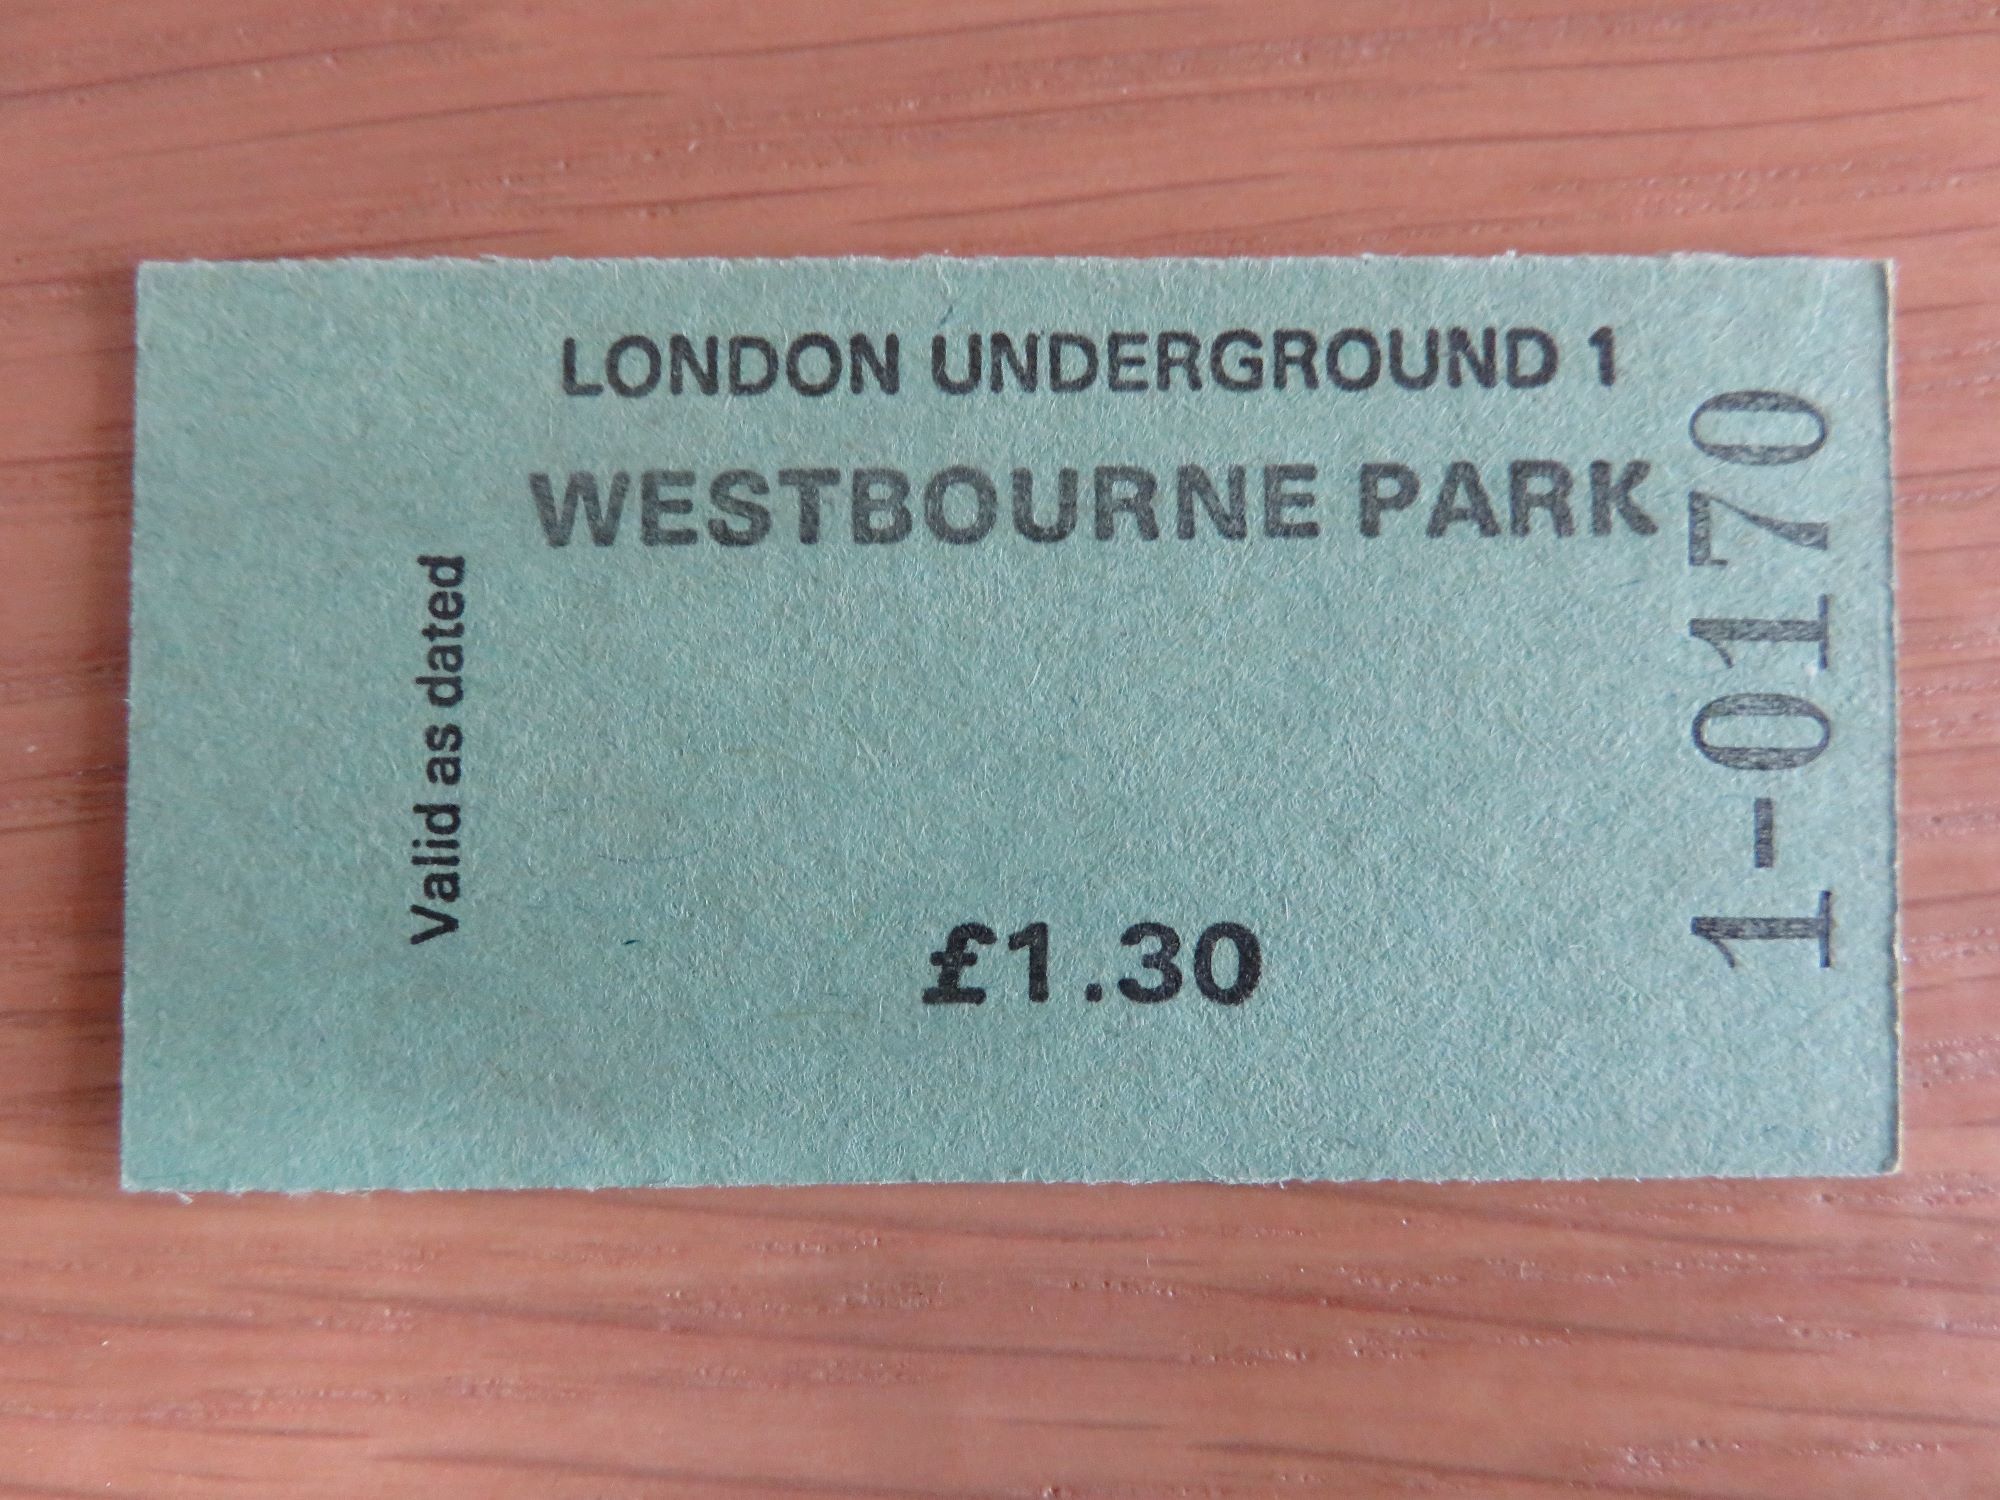 LONDON UNDERGROUND 1
WESTBOURNE PARK
Valid as dated
£1.30
1-0170